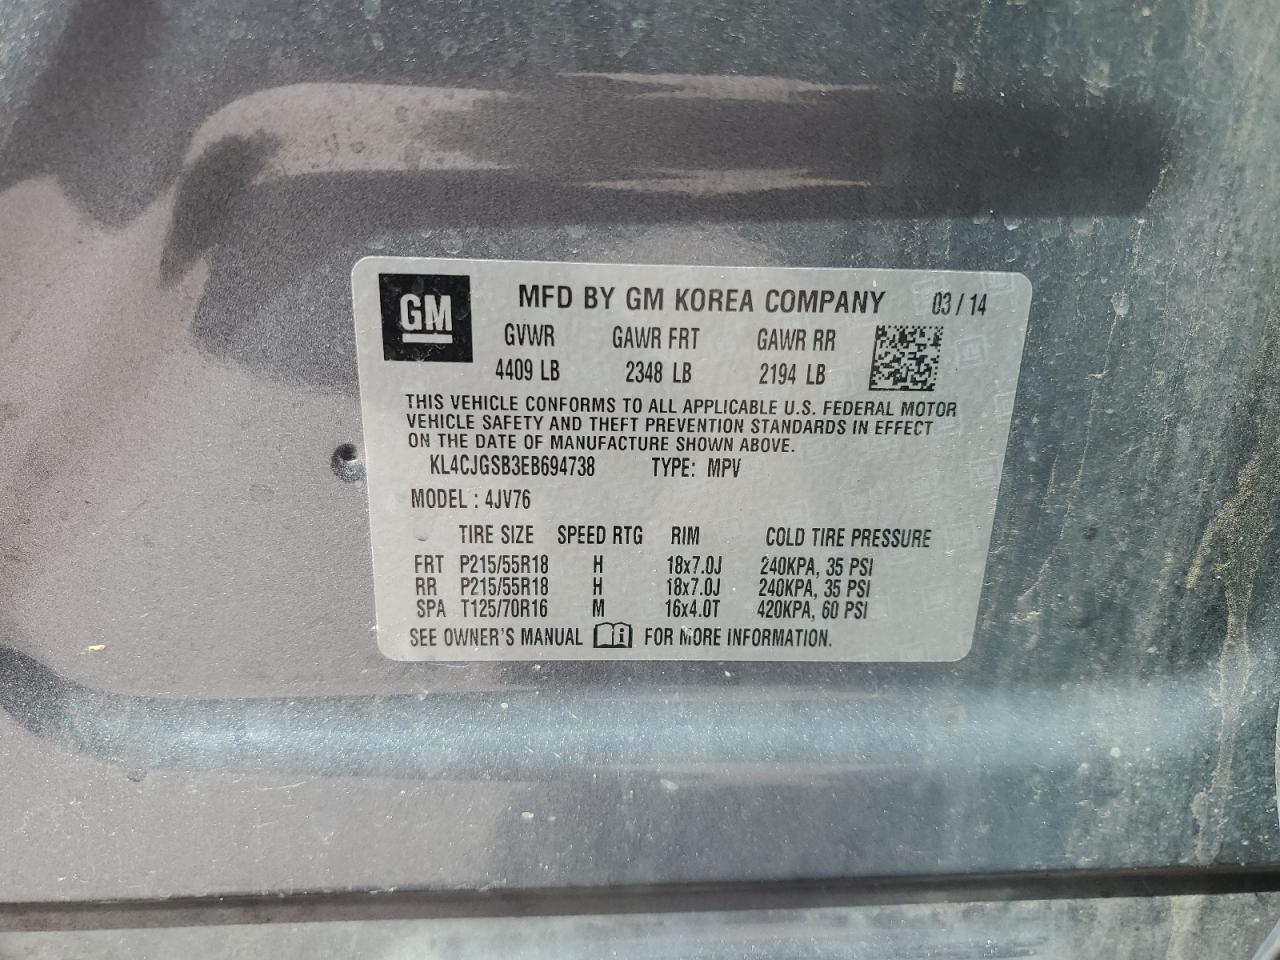 GM
MFD BY GM KOREA COMPANY 03/14
GVWR GAWR FRT GAWR RR
4409 LB 2348 LB 2194 LB
THIS VEHICLE CONFORMS TO ALL APPLICABLE U.S. FEDERAL MOTOR
VEHICLE SAFETY AND THEFT PREVENTION STANDARDS IN EFFECT
ON THE DATE OF MANUFACTURE SHOWN ABOVE.
KL4CJGSB3EB694738 TYPE: MPV
MODEL : 4JV76
TIRE SIZE SPEED RTG RIM COLD TIRE PRESSURE
FRT P215/55R18 H 18x7.0J 240KPA, 35 PSI
RR P215/55R18 H 18x7.0J 240KPA, 35 PSI
SPA T125/70R16 M 16x4.0T 420KPA, 60 PSI
SEE OWNER'S MANUAL FOR MORE INFORMATION.